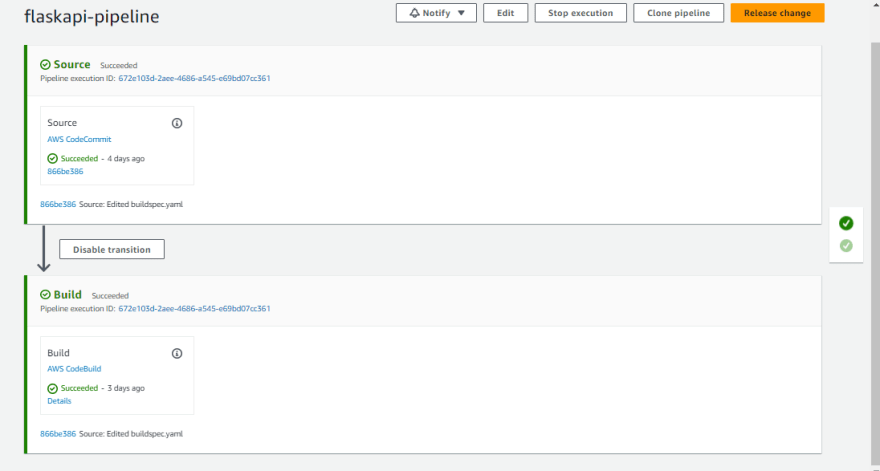 flaskapi-pipeline
Notify ▼ Edit Stop execution Clone pipeline Release change
Source Succeeded
Pipeline execution ID: 672e103d-2aee-4686-a545-e69bd07cc361
Source
AWS CodeCommit
Succeeded - 4 days ago
866be386
866be386 Source: Edited buildspec.yaml
Disable transition
Build Succeeded
Pipeline execution ID: 672e103d-2aee-4686-a545-e69bd07cc361
Build
AWS CodeBuild
Succeeded - 3 days ago
Details
866be386 Source: Edited buildspec.yaml